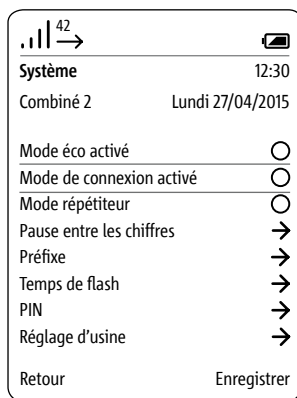 42
Système 12:30
Combiné 2 Lundi 27/04/2015
Mode éco activé
Mode de connexion activé
Mode répétiteur
Pause entre les chiffres
Préfixe
Temps de flash
PIN
Réglage d'usine
Retour Enregistrer